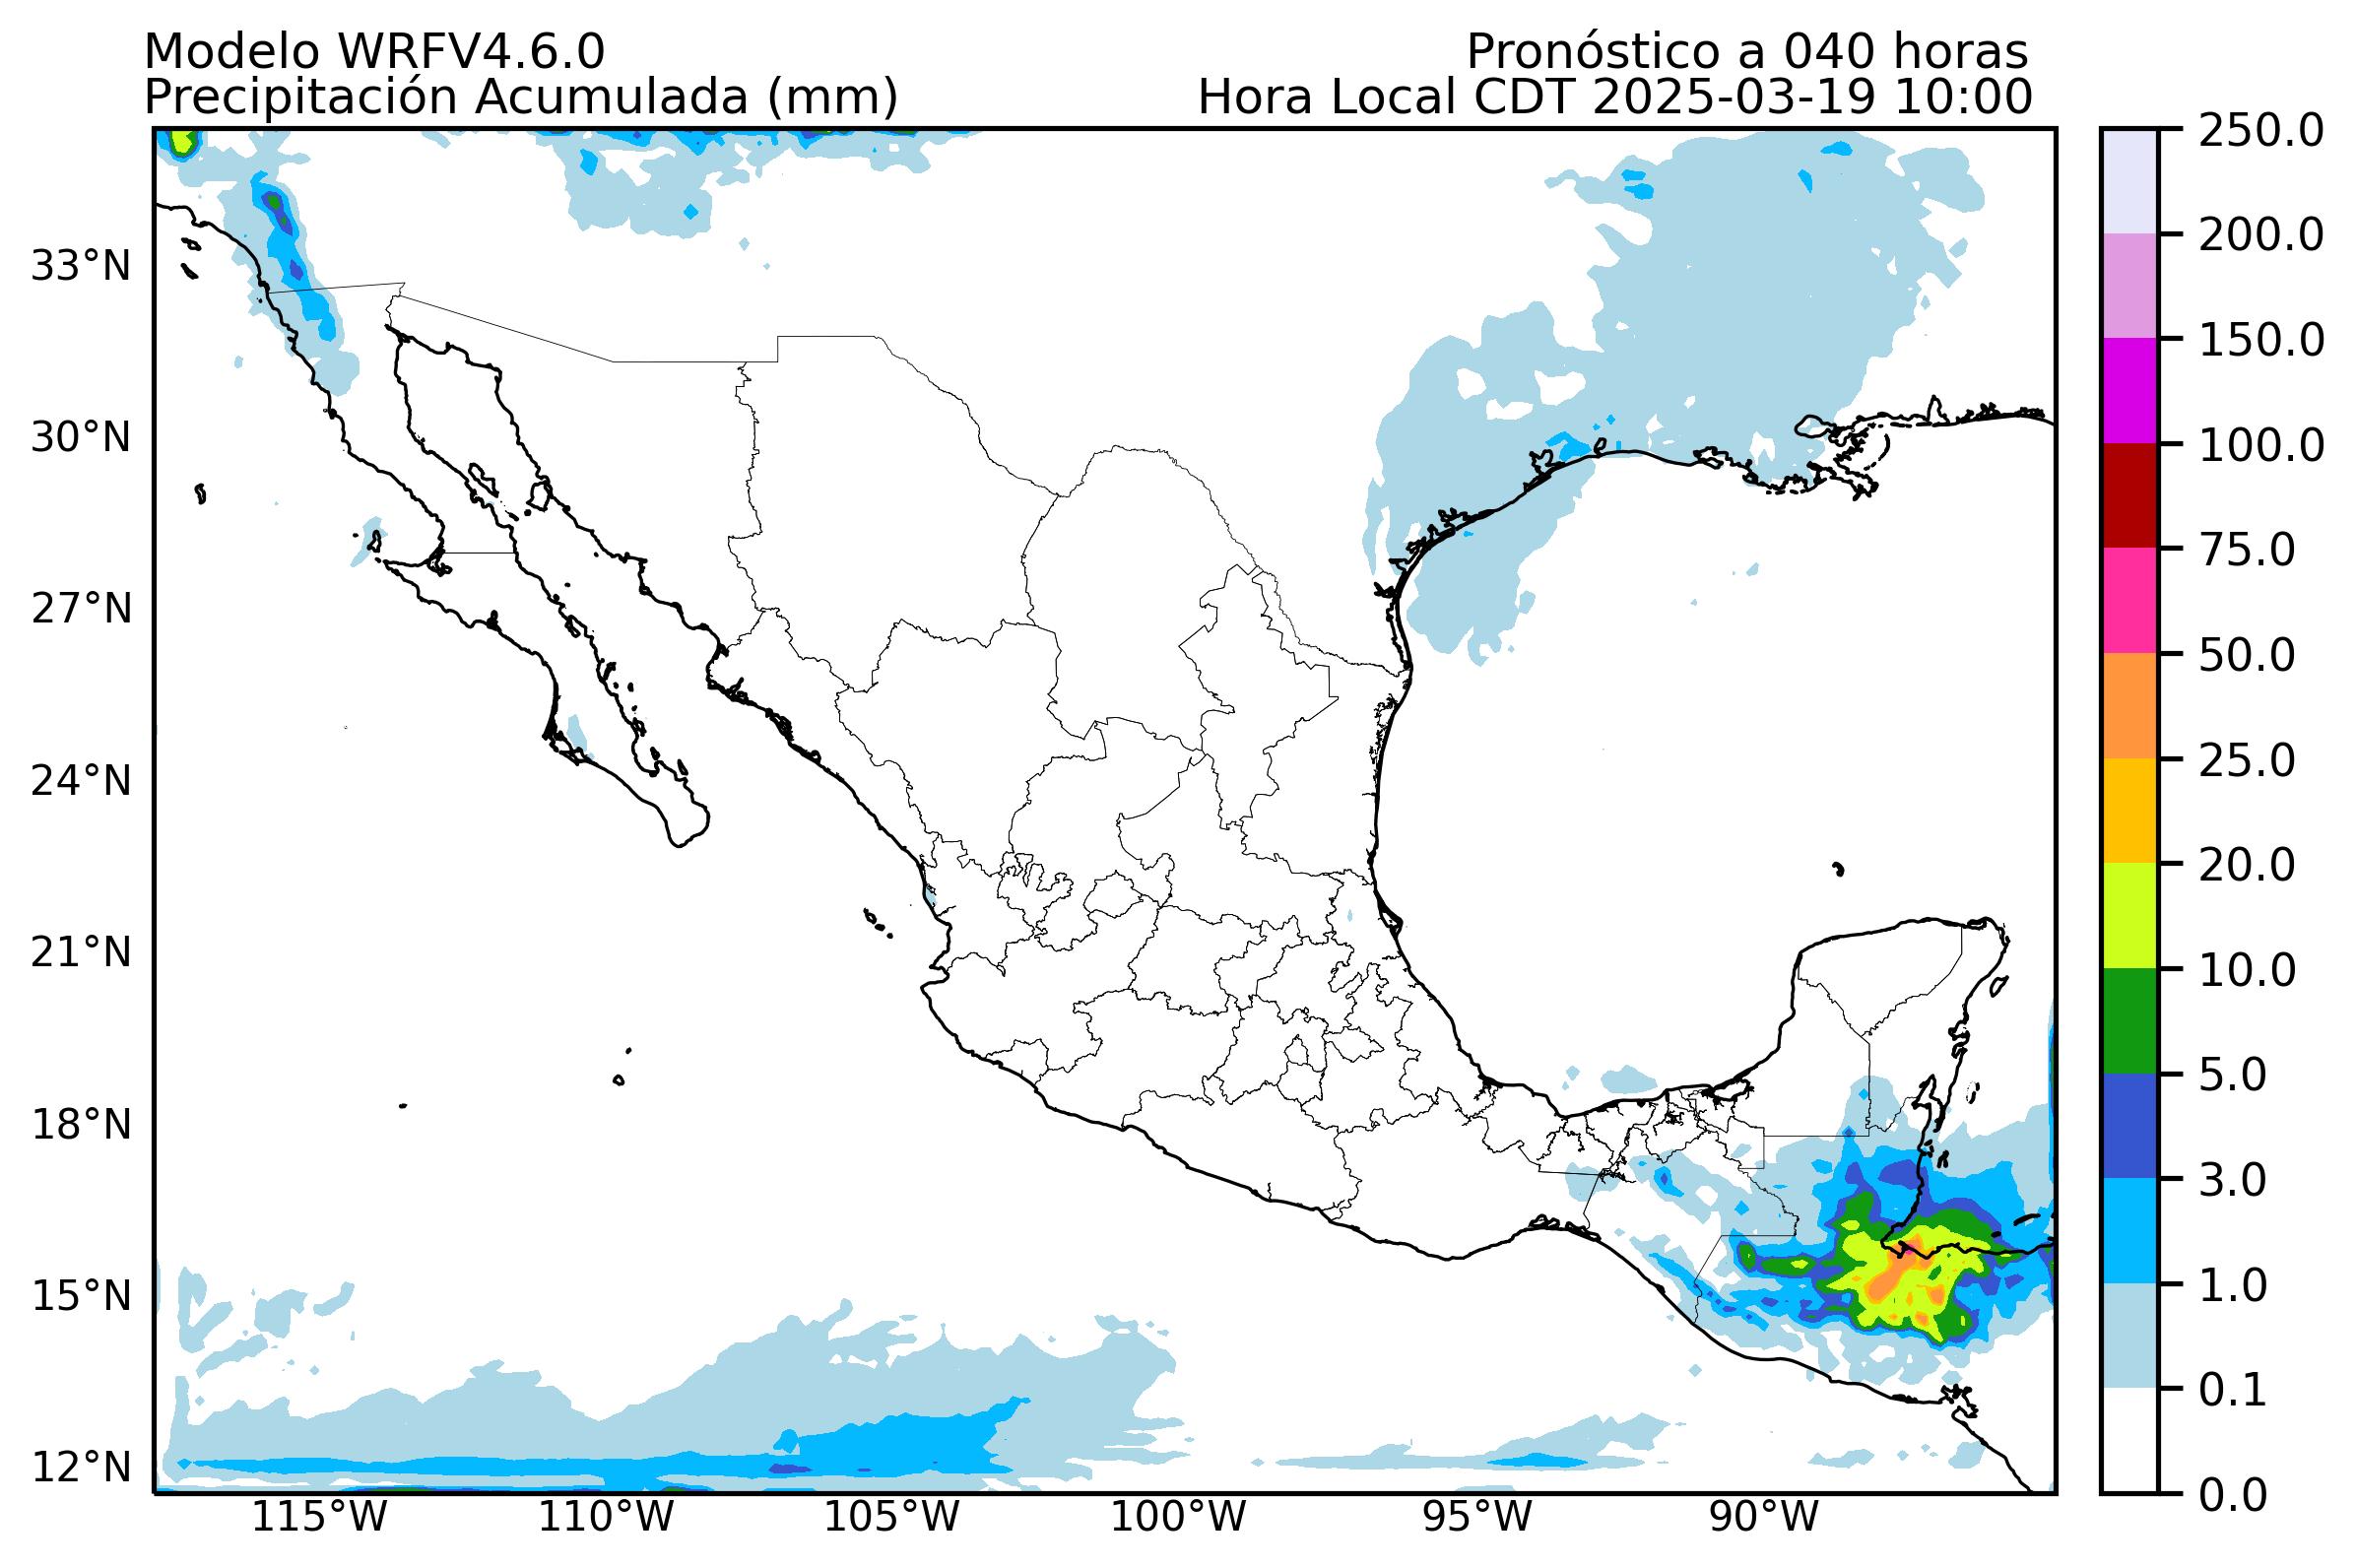 Modelo WRFV4.6.0
Pronóstico a 040 horas
Precipitación Acumulada (mm)
Hora Local CDT 2025-03-19 10:00
33°N
30°N
27°N
24°N
21°N
18°N
15°N
12°N
115°W
110°W
105°W
100°W
95°W
90°W
250.0
200.0
150.0
100.0
75.0
50.0
25.0
20.0
10.0
5.0
3.0
1.0
0.1
0.0